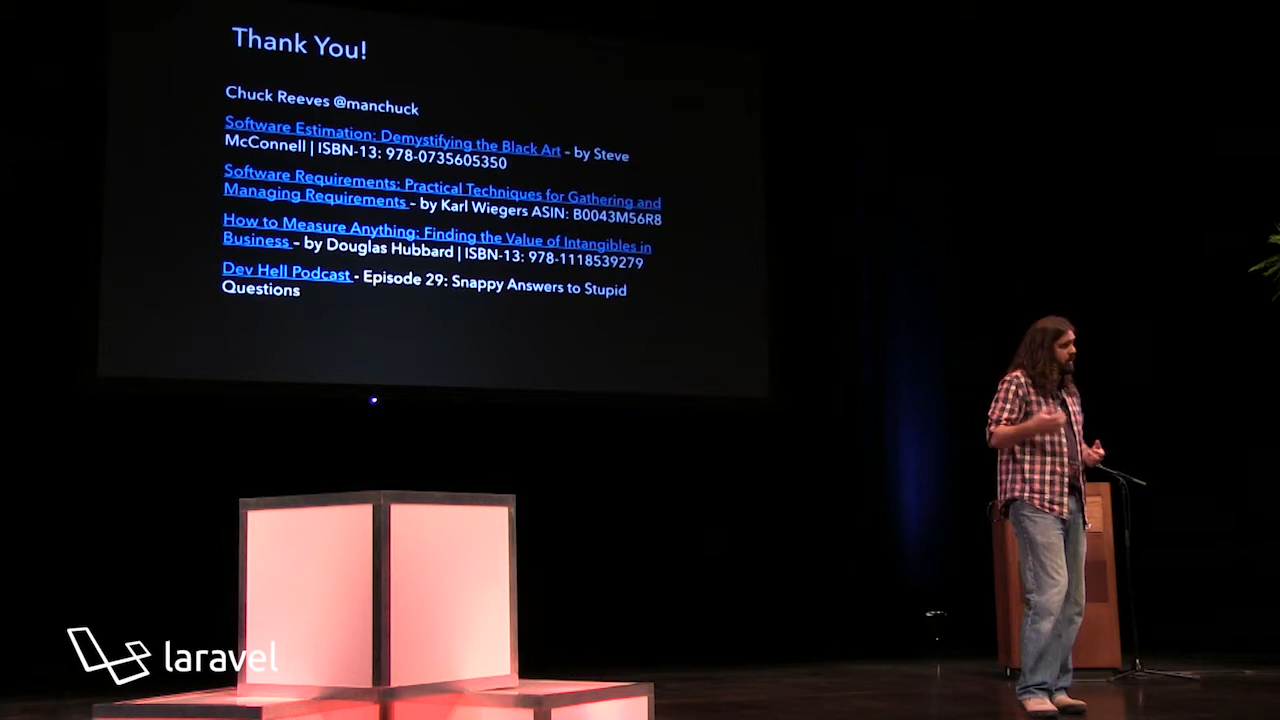 Thank You!
Chuck Reeves @manchuck
Software Estimation: Demystifying the Black Art – by Steve
McConnell | ISBN-13: 978-0735605350
Software Requirements: Practical Techniques for Gathering and
Managing Requirements – by Karl Wiegers ASIN: B0043M56R8
How to Measure Anything: Finding the Value of Intangibles in
Business – by Douglas Hubbard | ISBN-13: 978-1118539279
Dev Hell Podcast - Episode 29: Snappy Answers to Stupid
Questions
laravel